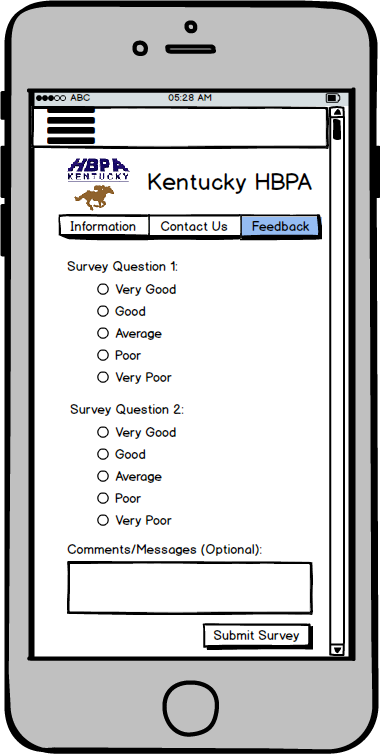 ABC 05:28 AM
HBPA
KENTUCKY
Kentucky HBPA
Information Contact Us Feedback
Survey Question 1:
Very Good
Good
Average
Poor
Very Poor
Survey Question 2:
Very Good
Good
Average
Poor
Very Poor
Comments/Messages (Optional):
Submit Survey